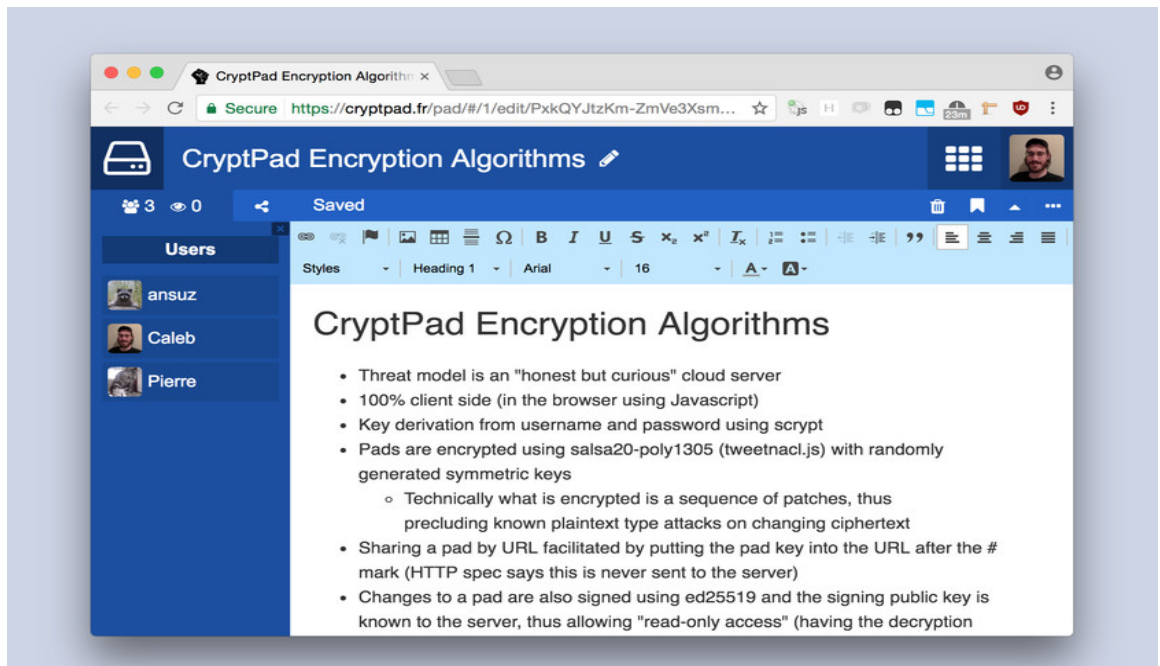 CryptPad Encryption Algorithm ×
Secure https://cryptpad.fr/pad/#/1/edit/PxkQYJtzKm-ZmVe3Xsm...
js H 23m
CryptPad Encryption Algorithms
3 0 Saved
Users
B I U S x₂ x² Ix
Styles Heading 1 Arial 16 A A
ansuz
Caleb
Pierre
CryptPad Encryption Algorithms
• Threat model is an "honest but curious" cloud server
• 100% client side (in the browser using Javascript)
• Key derivation from username and password using scrypt
• Pads are encrypted using salsa20-poly1305 (tweetnacl.js) with randomly
generated symmetric keys
◦ Technically what is encrypted is a sequence of patches, thus
precluding known plaintext type attacks on changing ciphertext
• Sharing a pad by URL facilitated by putting the pad key into the URL after the #
mark (HTTP spec says this is never sent to the server)
• Changes to a pad are also signed using ed25519 and the signing public key is
known to the server, thus allowing "read-only access" (having the decryption